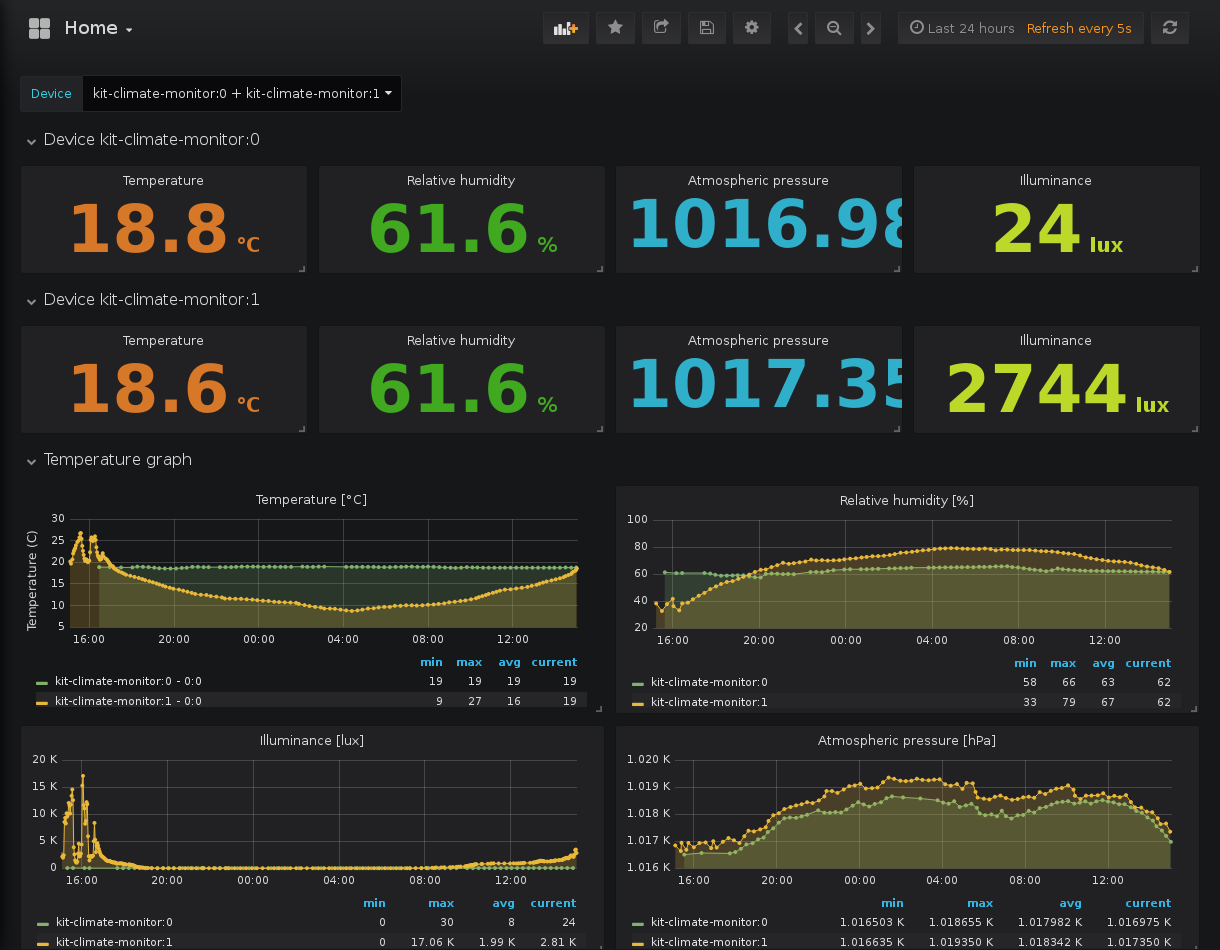 Home
Last 24 hours Refresh every 5s
Device kit-climate-monitor:0 + kit-climate-monitor:1
Device kit-climate-monitor:0
Temperature Relative humidity Atmospheric pressure Illuminance
18.8 °C 61.6 % 1016.98 24 lux
Device kit-climate-monitor:1
Temperature Relative humidity Atmospheric pressure Illuminance
18.6 °C 61.6 % 1017.35 2744 lux
Temperature graph
Temperature [°C]
Temperature (C)
30
25
20
15
10
5
16:00 20:00 00:00 04:00 08:00 12:00
min max avg current
kit-climate-monitor:0 - 0:0 19 19 19 19
kit-climate-monitor:1 - 0:0 9 27 16 19
Relative humidity [%]
100
80
60
40
20
16:00 20:00 00:00 04:00 08:00 12:00
min max avg current
kit-climate-monitor:0 58 66 63 62
kit-climate-monitor:1 33 79 67 62
Illuminance [lux]
20 K
15 K
10 K
5 K
0
16:00 20:00 00:00 04:00 08:00 12:00
min max avg current
kit-climate-monitor:0 0 30 8 24
kit-climate-monitor:1 0 17.06 K 1.99 K 2.81 K
Atmospheric pressure [hPa]
1.020 K
1.019 K
1.018 K
1.017 K
1.016 K
16:00 20:00 00:00 04:00 08:00 12:00
min max avg current
kit-climate-monitor:0 1.016503 K 1.018655 K 1.017982 K 1.016975 K
kit-climate-monitor:1 1.016635 K 1.019350 K 1.018342 K 1.017350 K